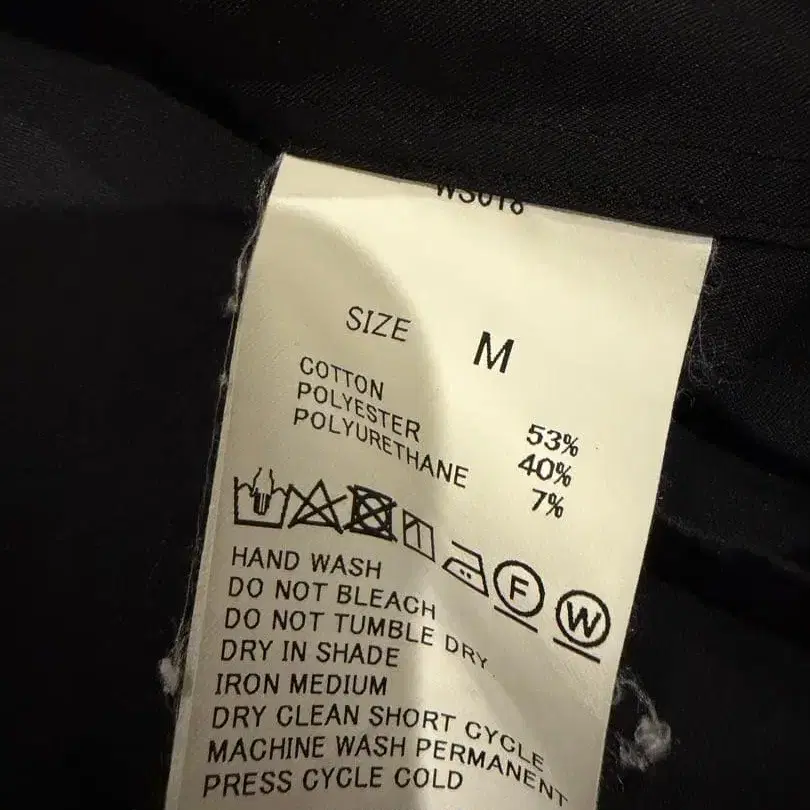 WS018
SIZE M
COTTON 53%
POLYESTER 40%
POLYURETHANE 7%
F W
HAND WASH
DO NOT BLEACH
DO NOT TUMBLE DRY
DRY IN SHADE
IRON MEDIUM
DRY CLEAN SHORT CYCLE
MACHINE WASH PERMANENT
PRESS CYCLE COLD